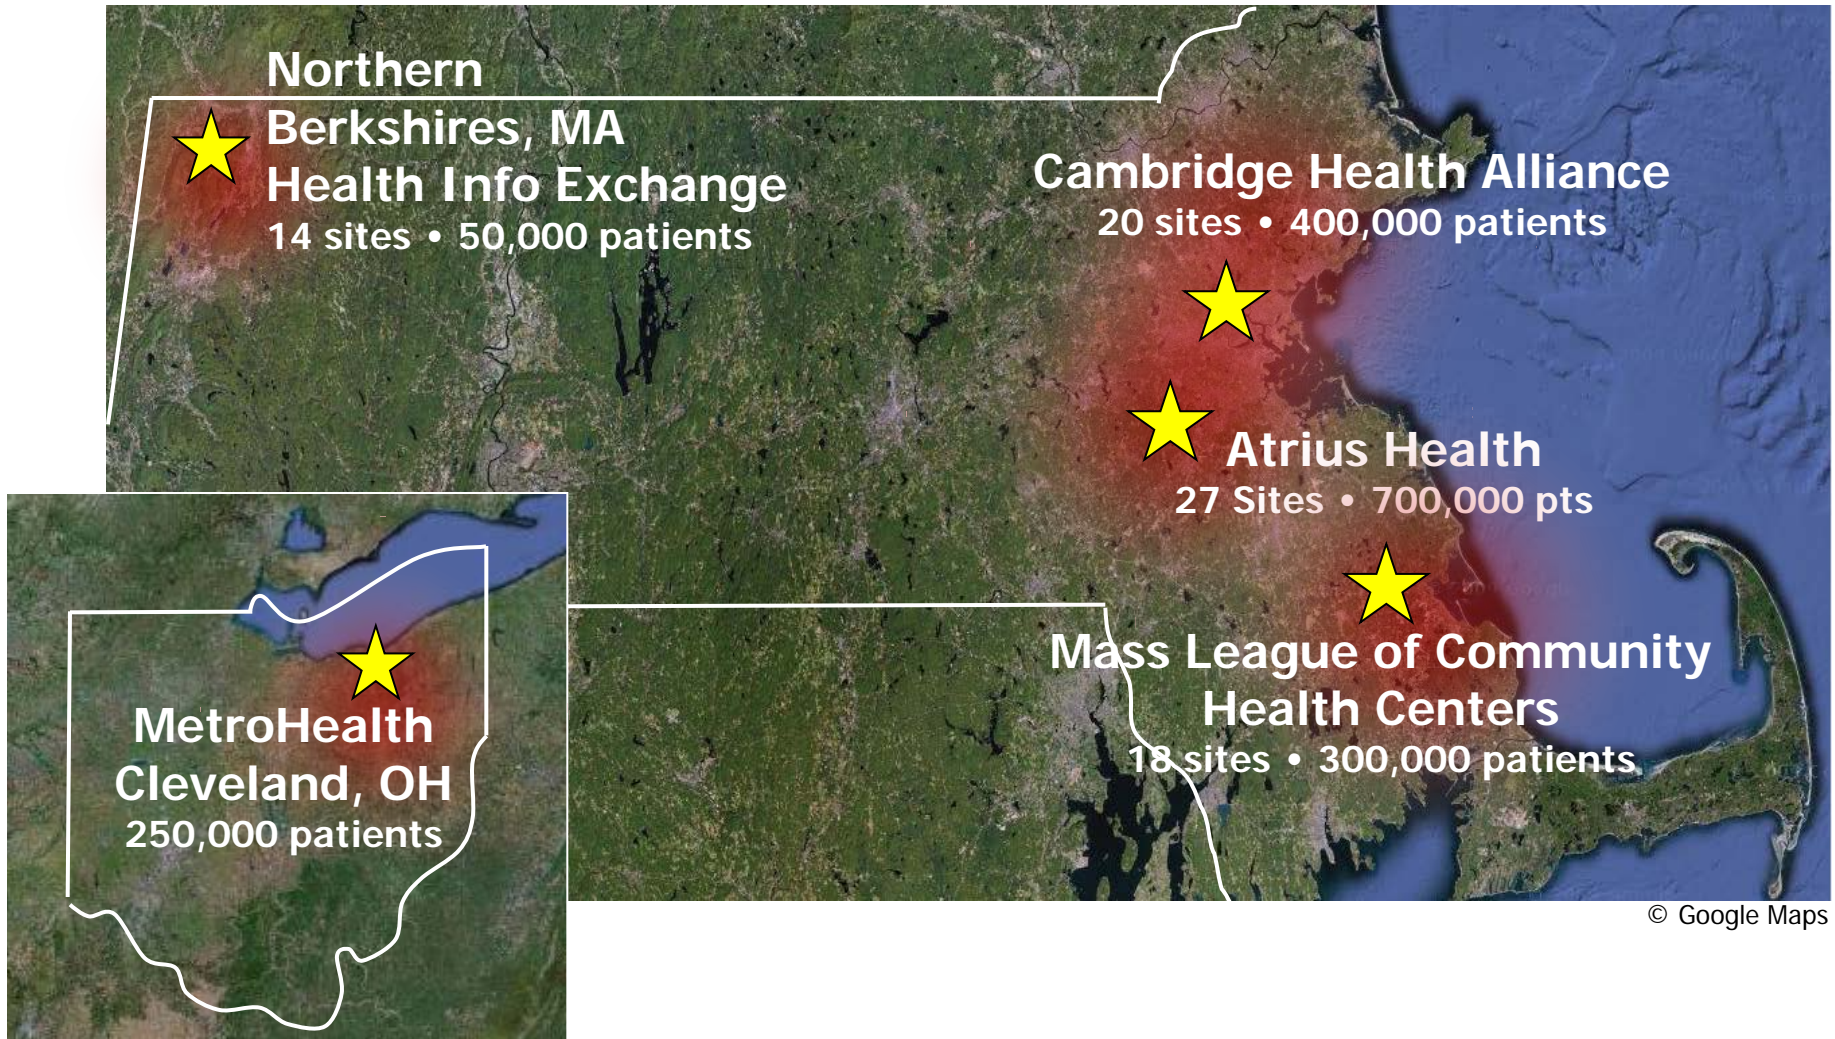 Northern
Berkshires, MA
Health Info Exchange
14 sites • 50,000 patients
Cambridge Health Alliance
20 sites • 400,000 patients
Atrius Health
27 Sites • 700,000 pts
Mass League of Community
Health Centers
18 sites • 300,000 patients
MetroHealth
Cleveland, OH
250,000 patients
© Google Maps